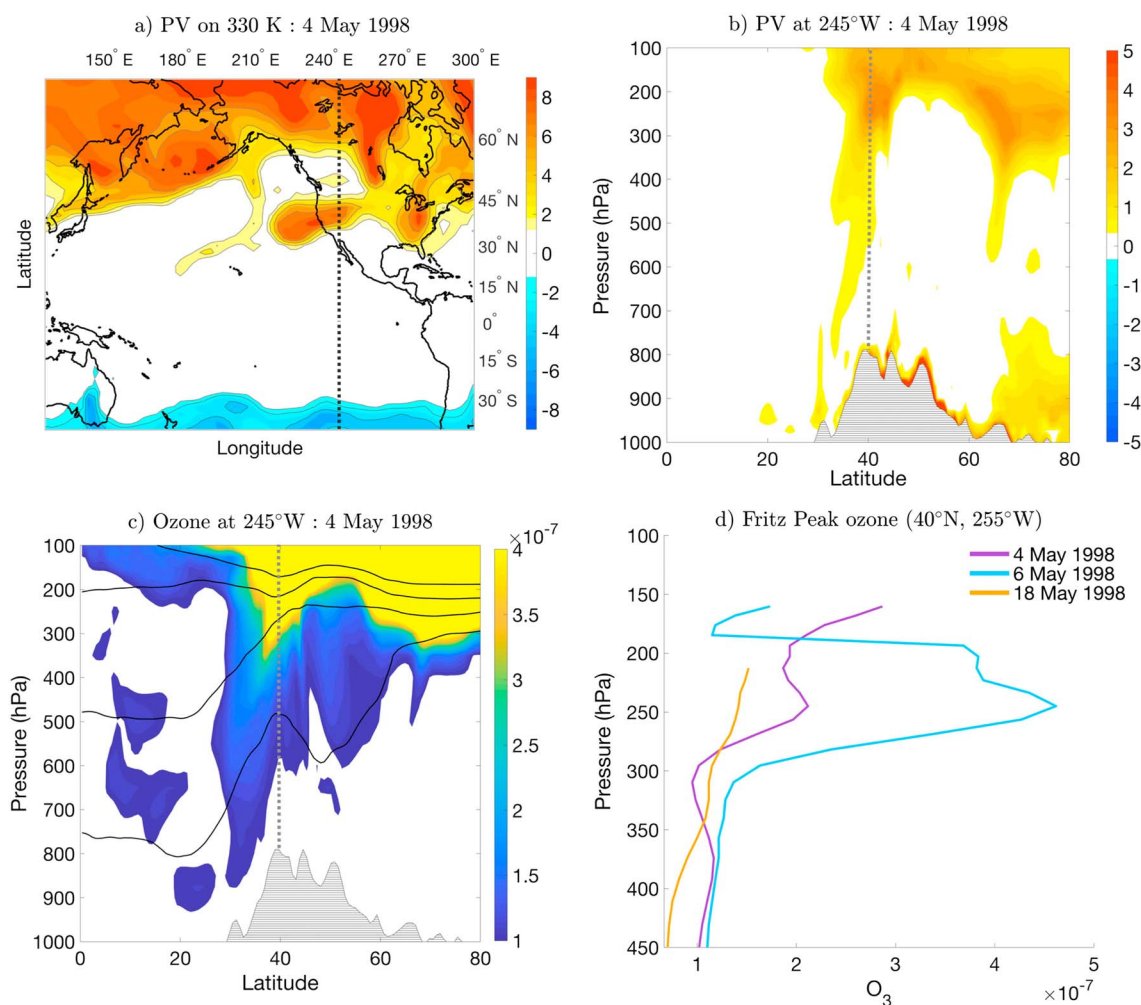 a) PV on 330 K : 4 May 1998
150° E 180° E 210° E 240° E 270° E 300° E
60° N
45° N
30° N
15° N
0°
15° S
30° S
Latitude
Longitude
8
6
4
2
0
-2
-4
-6
-8
b) PV at 245°W : 4 May 1998
100
200
300
400
500
600
700
800
900
1000
Pressure (hPa)
0 20 40 60 80
Latitude
5
4
3
2
1
0
-1
-2
-3
-4
-5
c) Ozone at 245°W : 4 May 1998
×10⁻⁷
100
200
300
400
500
600
700
800
900
1000
Pressure (hPa)
0 20 40 60 80
Latitude
4
3.5
3
2.5
2
1.5
1
d) Fritz Peak ozone (40°N, 255°W)
4 May 1998
6 May 1998
18 May 1998
100
150
200
250
300
350
400
450
Pressure (hPa)
1 2 3 4 5
O₃
×10⁻⁷